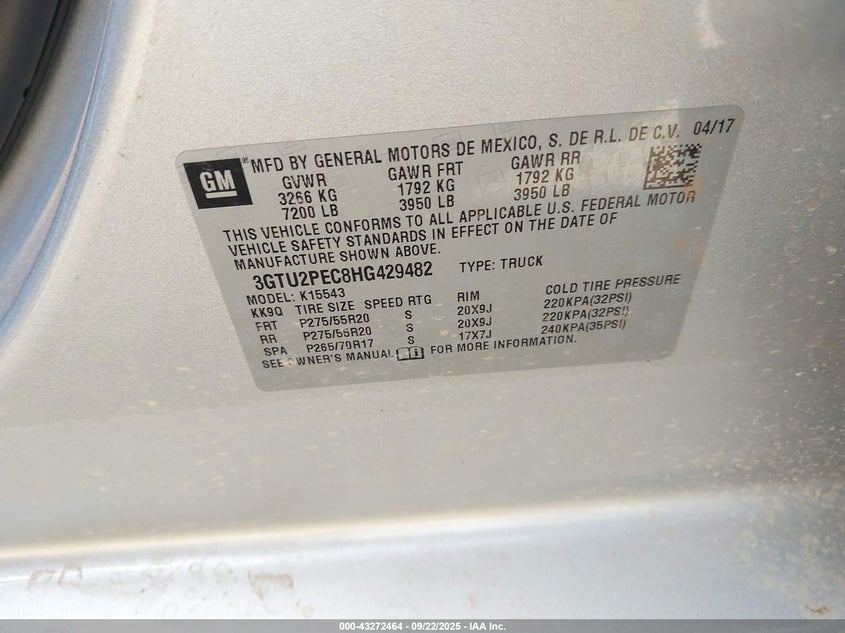 GM
® MFD BY GENERAL MOTORS DE MEXICO, S. DE R.L. DE C.V. 04/17
GVWR GAWR FRT GAWR RR
3266 KG 1792 KG 1792 KG
7200 LB 3950 LB 3950 LB
THIS VEHICLE CONFORMS TO ALL APPLICABLE U.S. FEDERAL MOTOR
VEHICLE SAFETY STANDARDS IN EFFECT ON THE DATE OF
MANUFACTURE SHOWN ABOVE.
3GTU2PEC8HG429482 TYPE: TRUCK
MODEL: K15543
KK9Q TIRE SIZE SPEED RTG RIM COLD TIRE PRESSURE
FRT P275/55R20 S 20X9J 220KPA(32PSI)
RR P275/55R20 S 20X9J 220KPA(32PSI)
SPA P265/70R17 S 17X7J 240KPA(35PSI)
SEE OWNER'S MANUAL FOR MORE INFORMATION.
000-43272464 - 09/22/2025 - IAA Inc.